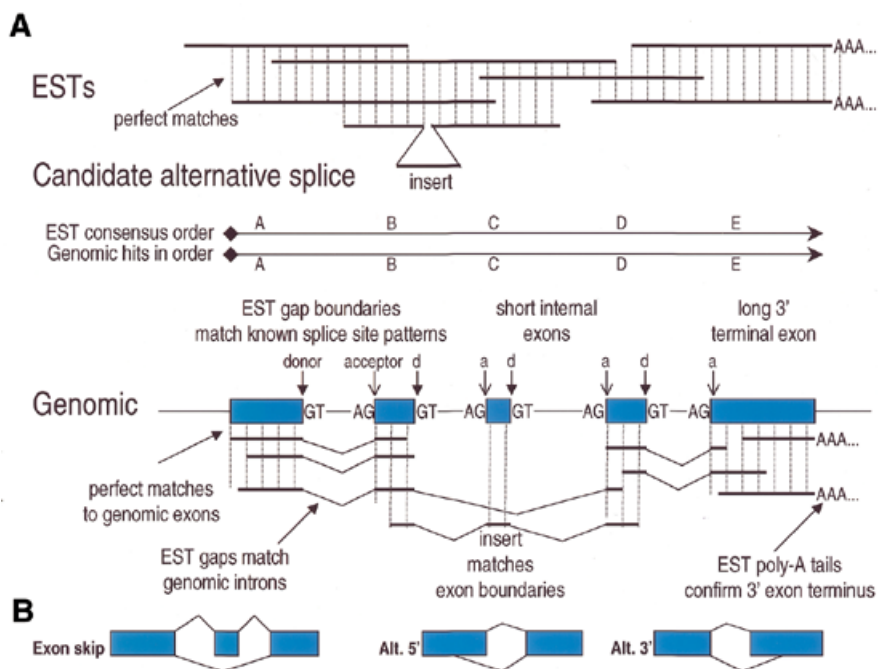 A
AAA...
ESTs
perfect matches
AAA...
Candidate alternative splice
insert
A B C D E
EST consensus order
Genomic hits in order
A B C D E
EST gap boundaries
match known splice site patterns
short internal
exons
long 3'
terminal exon
donor acceptor d a d a d a
Genomic
GT AG GT AG GT AG GT AG
AAA...
perfect matches
to genomic exons
AAA...
EST gaps match
genomic introns
insert
matches
exon boundaries
EST poly-A tails
confirm 3' exon terminus
B
Exon skip
Alt. 5'
Alt. 3'